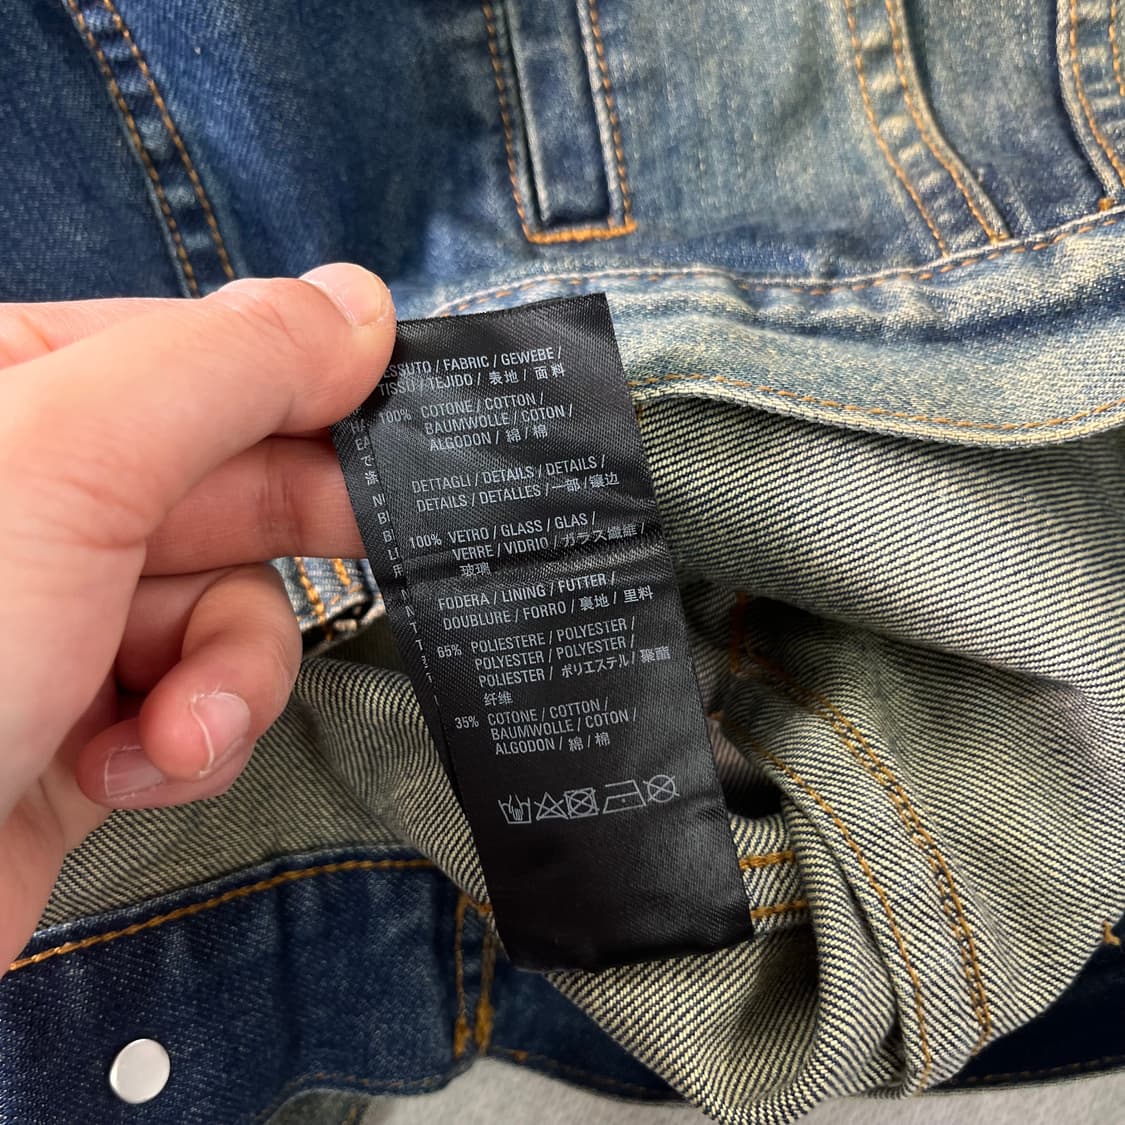 ESSUTO / FABRIC / GEWEBE /
TISSU / TEJIDO / 表地 / 面料
100% COTONE / COTTON /
BAUMWOLLE / COTON /
ALGODON / 綿 / 棉
DETTAGLI / DETAILS / DETAILS /
DETAILS / DETALLES / 一部 / 镶边
100% VETRO / GLASS / GLAS /
VERRE / VIDRIO / ガラス繊維 /
玻璃
FODERA / LINING / FUTTER /
DOUBLURE / FORRO / 裏地 / 里料
65% POLIESTERE / POLYESTER /
POLYESTER / POLYESTER /
POLIESTER / ポリエステル / 聚酯
纤维
35% COTONE / COTTON /
BAUMWOLLE / COTON /
ALGODON / 綿 / 棉